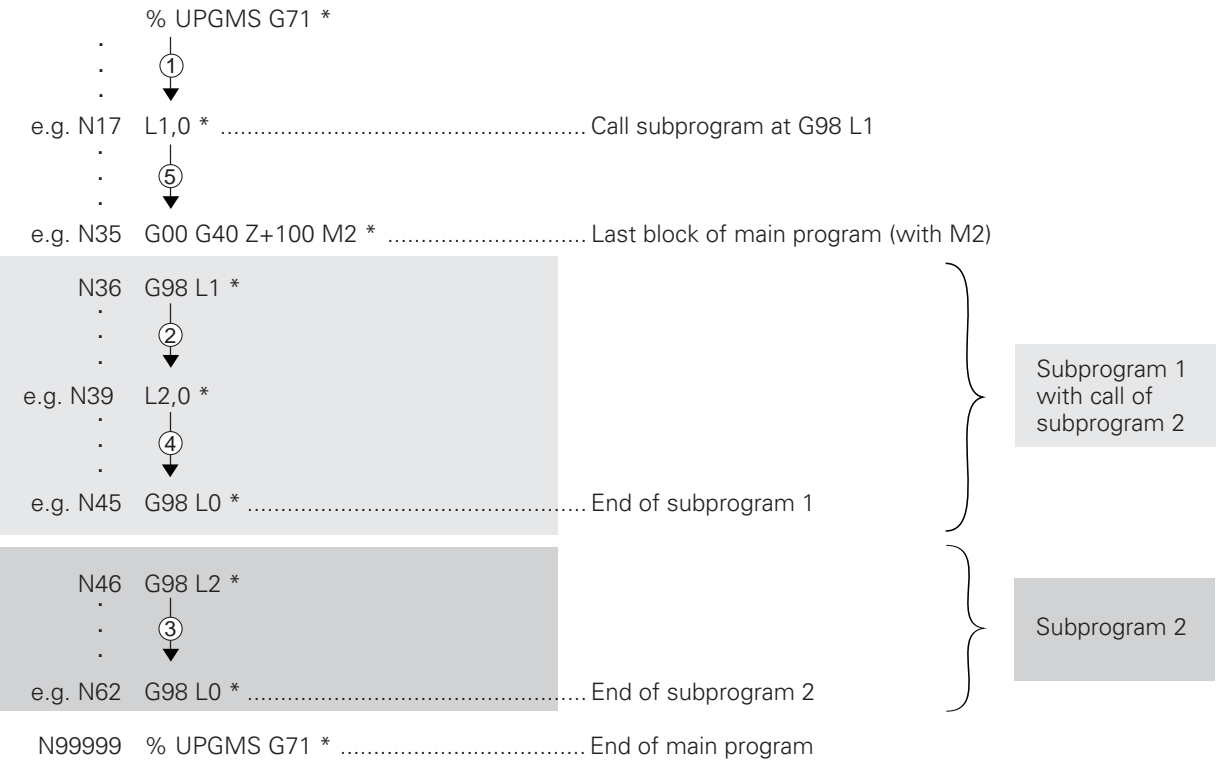 % UPGMS G71 *
1
e.g. N17 L1,0 * ....................................................... Call subprogram at G98 L1
5
e.g. N35 G00 G40 Z+100 M2 * .............................. Last block of main program (with M2)
N36 G98 L1 *
2
e.g. N39 L2,0 *
4
e.g. N45 G98 L0 * ................................................... End of subprogram 1
Subprogram 1
with call of
subprogram 2
N46 G98 L2 *
3
e.g. N62 G98 L0 * ................................................... End of subprogram 2
Subprogram 2
N99999 % UPGMS G71 * ..................................... End of main program